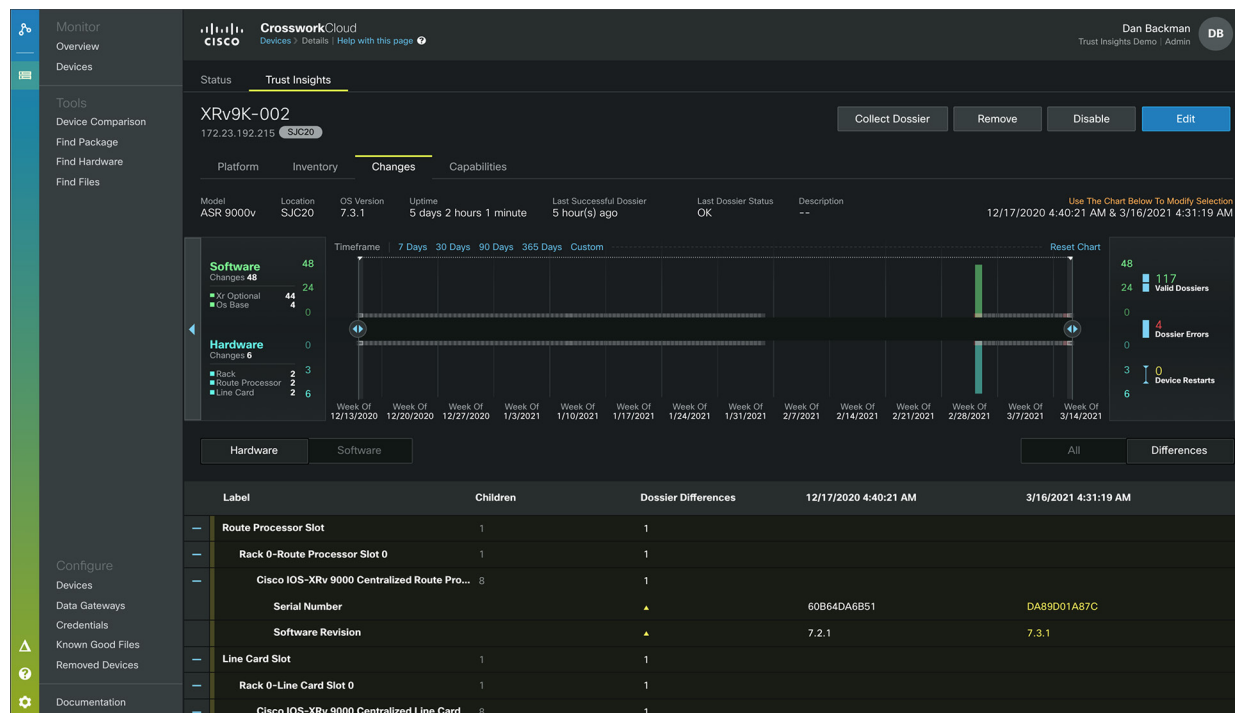 Monitor
Overview
Devices
Tools
Device Comparison
Find Package
Find Hardware
Find Files
Configure
Devices
Data Gateways
Credentials
Known Good Files
Removed Devices
Documentation
CISCO
CrossworkCloud
Devices > Details | Help with this page ?
Dan Backman
Trust Insights Demo | Admin
DB
Status Trust Insights
XRv9K-002
172.23.192.215 SJC20
Collect Dossier Remove Disable Edit
Platform Inventory Changes Capabilities
Model Location OS Version Uptime Last Successful Dossier Last Dossier Status Description Use The Chart Below To Modify Selection
ASR 9000v SJC20 7.3.1 5 days 2 hours 1 minute 5 hour(s) ago OK -- 12/17/2020 4:40:21 AM & 3/16/2021 4:31:19 AM
Timeframe | 7 Days 30 Days 90 Days 365 Days Custom Reset Chart
Software
Changes 48
Xr Optional 44
Os Base 4
48
24
0
Hardware
Changes 6
Rack 2
Route Processor 2
Line Card 2
0
3
6
Week Of Week Of Week Of Week Of Week Of Week Of Week Of Week Of Week Of Week Of Week Of Week Of Week Of Week Of
12/13/2020 12/20/2020 12/27/2020 1/3/2021 1/10/2021 1/17/2021 1/24/2021 1/31/2021 2/7/2021 2/14/2021 2/21/2021 2/28/2021 3/7/2021 3/14/2021
48
24
0
0
3
6
117
Valid Dossiers
4
Dossier Errors
0
Device Restarts
Hardware Software All Differences
Label Children Dossier Differences 12/17/2020 4:40:21 AM 3/16/2021 4:31:19 AM
Route Processor Slot 1 1
Rack 0-Route Processor Slot 0 1 1
Cisco IOS-XRv 9000 Centralized Route Pro... 8 1
Serial Number 60B64DA6B51 DA89D01A87C
Software Revision 7.2.1 7.3.1
Line Card Slot 1 1
Rack 0-Line Card Slot 0 1 1
Cisco IOS-XRv 9000 Centralized Line Card 8 1